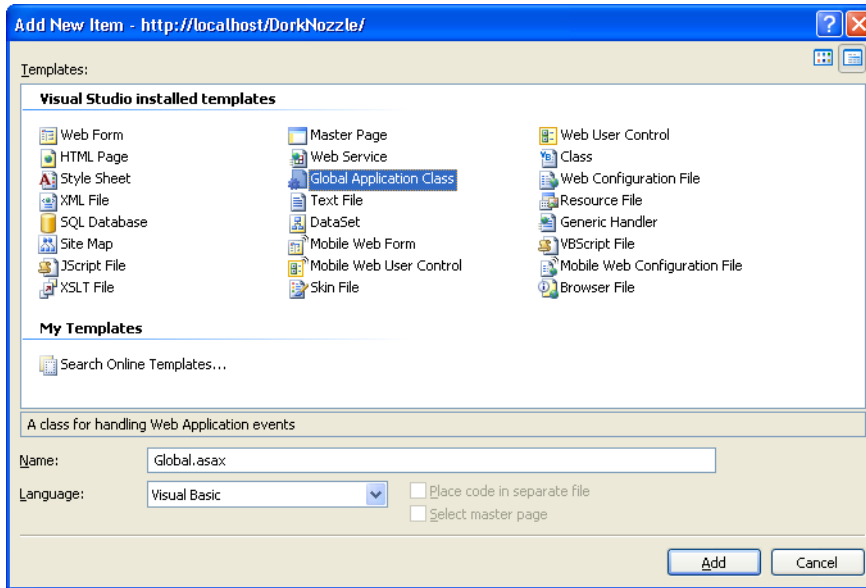 Add New Item - http://localhost/DorkNozzle/
Templates:
Visual Studio installed templates
Web Form
Master Page
Web User Control
HTML Page
Web Service
Class
Style Sheet
Global Application Class
Web Configuration File
XML File
Text File
Resource File
SQL Database
DataSet
Generic Handler
Site Map
Mobile Web Form
VBScript File
JScript File
Mobile Web User Control
Mobile Web Configuration File
XSLT File
Skin File
Browser File
My Templates
Search Online Templates...
A class for handling Web Application events
Name: Global.asax
Language: Visual Basic
Place code in separate file
Select master page
Add Cancel